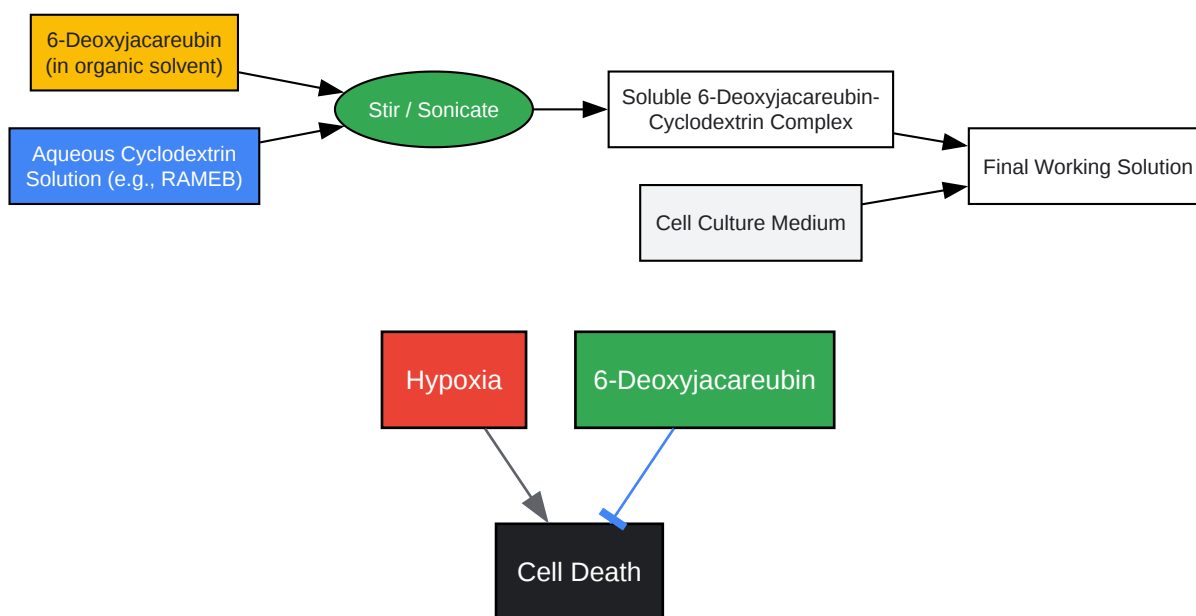 6-Deoxyjacareubin
(in organic solvent)
Aqueous Cyclodextrin
Solution (e.g., RAMEB)
Stir / Sonicate
Soluble 6-Deoxyjacareubin-
Cyclodextrin Complex
Cell Culture Medium
Final Working Solution
Hypoxia
6-Deoxyjacareubin
Cell Death